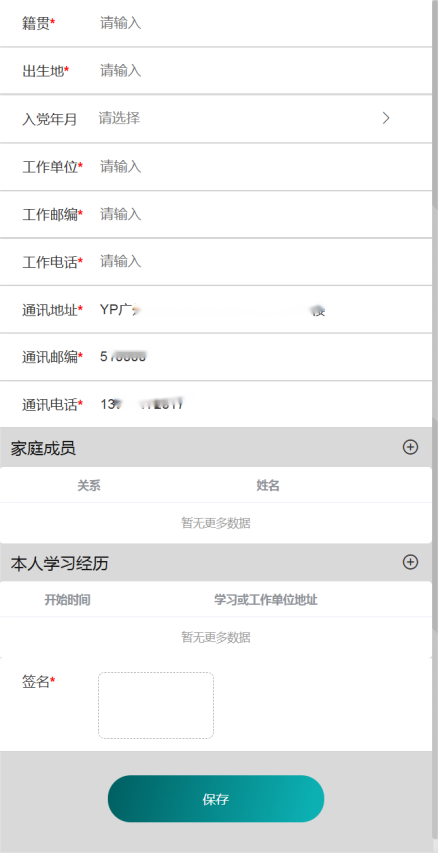 籍贯* 请输入
出生地* 请输入
入党年月 请选择
工作单位* 请输入
工作邮编* 请输入
工作电话* 请输入
通讯地址* YP广
通讯邮编* 5
通讯电话* 13
家庭成员
关系 姓名
暂无更多数据
本人学习经历
开始时间 学习或工作单位地址
暂无更多数据
签名*
保存